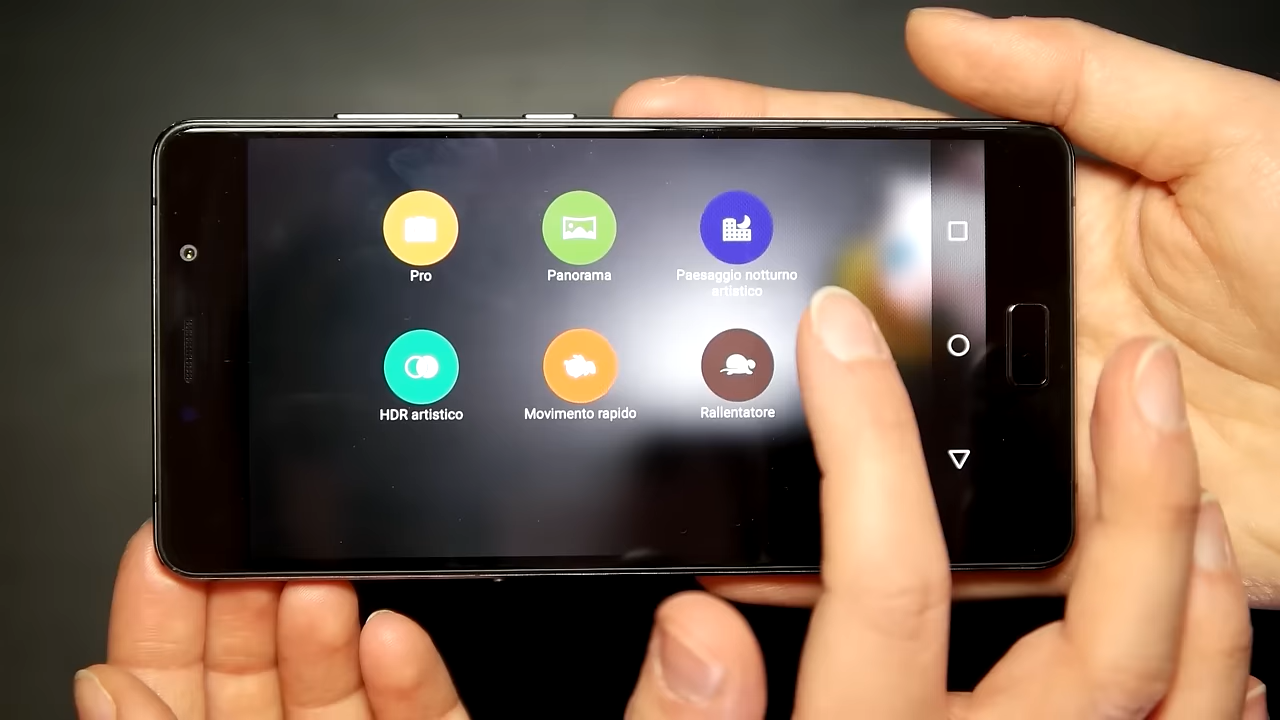 Pro
Panorama
Paesaggio notturno
artistico
HDR artistico
Movimento rapido
Rallentatore